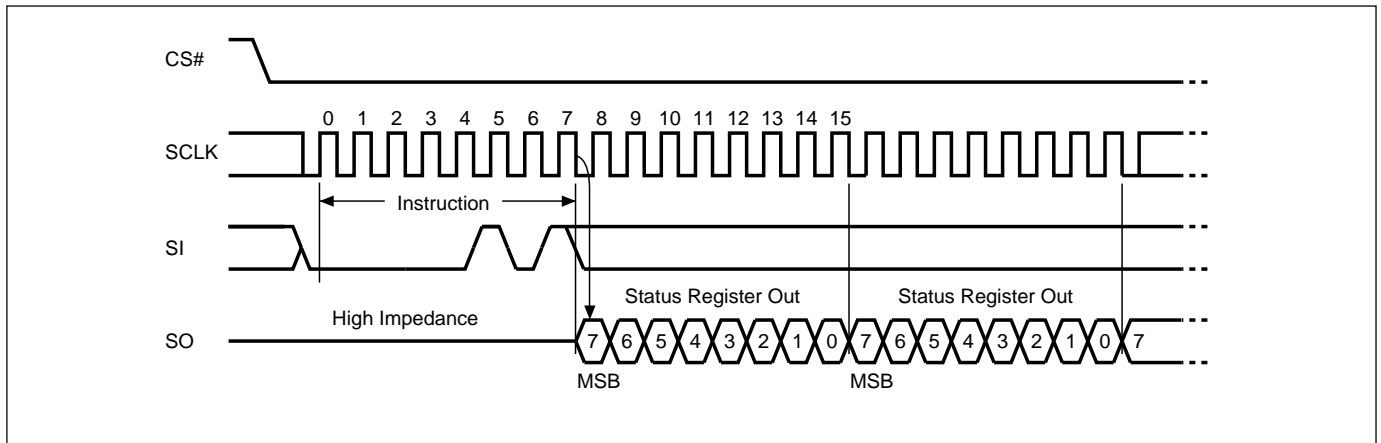 CS#
0 1 2 3 4 5 6 7 8 9 10 11 12 13 14 15
SCLK
Instruction
SI
Status Register Out Status Register Out
High Impedance
SO 7 6 5 4 3 2 1 0 7 6 5 4 3 2 1 0 7
MSB MSB